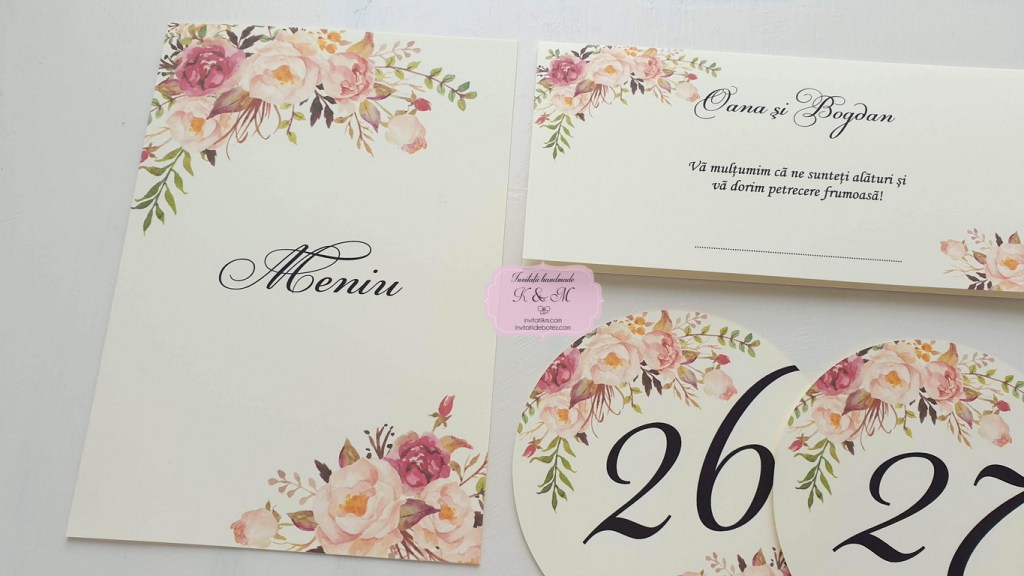 Meniu
Oana şi Bogdan
Vă mulţumim că ne sunteţi alături şi
vă dorim petrecere frumoasă!
Invitatii handmade
K & M
invitatiikm.com
invitatiidebotez.com
26
27